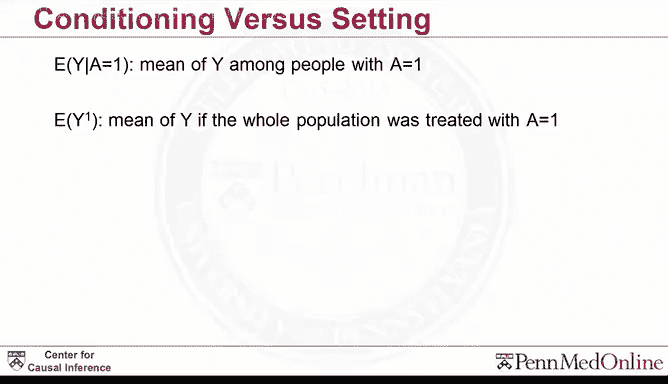 Conditioning Versus Setting
E(Y|A=1): mean of Y among people with A=1
E(Y¹): mean of Y if the whole population was treated with A=1
Center for
Causal Inference
PennMedOnline